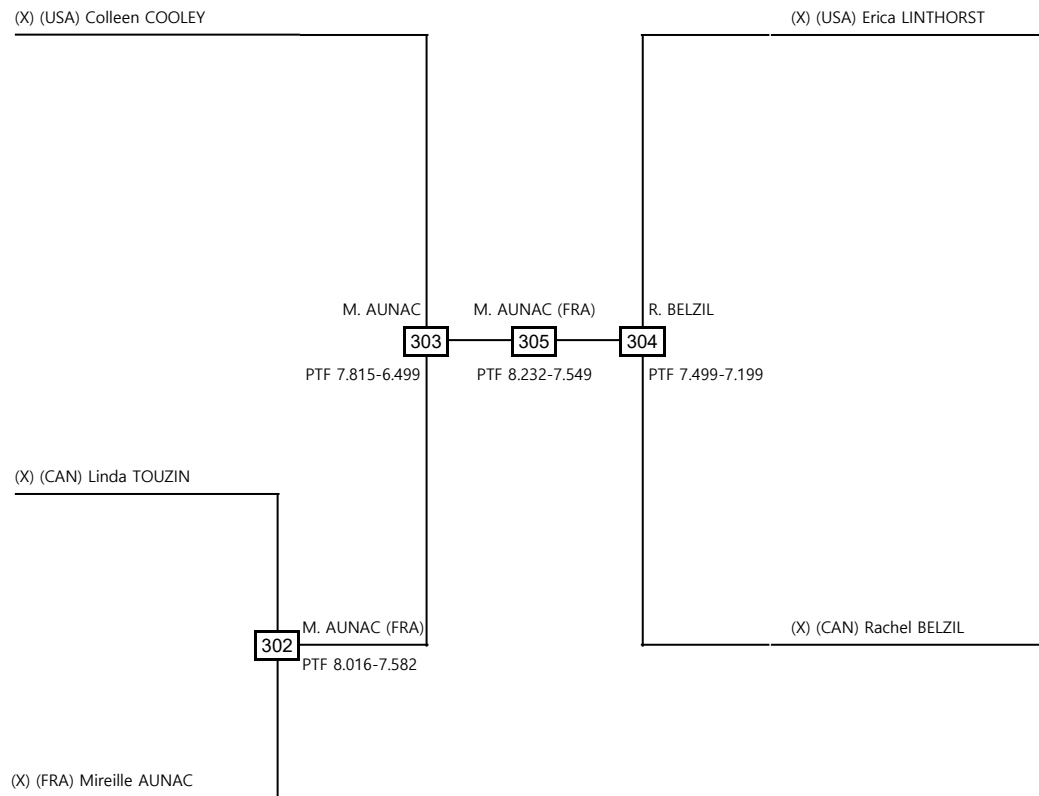 (X) (USA) Colleen COOLEY
(X) (USA) Erica LINTHORST
M. AUNAC
M. AUNAC (FRA)
R. BELZIL
303
305
304
PTF 7.815-6.499
PTF 8.232-7.549
PTF 7.499-7.199
(X) (CAN) Linda TOUZIN
M. AUNAC (FRA)
(X) (CAN) Rachel BELZIL
302
PTF 8.016-7.582
(X) (FRA) Mireille AUNAC